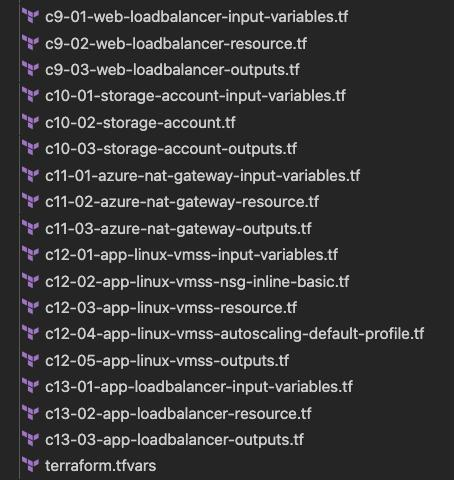 c9-01-web-loadbalancer-input-variables.tf
c9-02-web-loadbalancer-resource.tf
c9-03-web-loadbalancer-outputs.tf
c10-01-storage-account-input-variables.tf
c10-02-storage-account.tf
c10-03-storage-account-outputs.tf
c11-01-azure-nat-gateway-input-variables.tf
c11-02-azure-nat-gateway-resource.tf
c11-03-azure-nat-gateway-outputs.tf
c12-01-app-linux-vmss-input-variables.tf
c12-02-app-linux-vmss-nsg-inline-basic.tf
c12-03-app-linux-vmss-resource.tf
c12-04-app-linux-vmss-autoscaling-default-profile.tf
c12-05-app-linux-vmss-outputs.tf
c13-01-app-loadbalancer-input-variables.tf
c13-02-app-loadbalancer-resource.tf
c13-03-app-loadbalancer-outputs.tf
terraform.tfvars